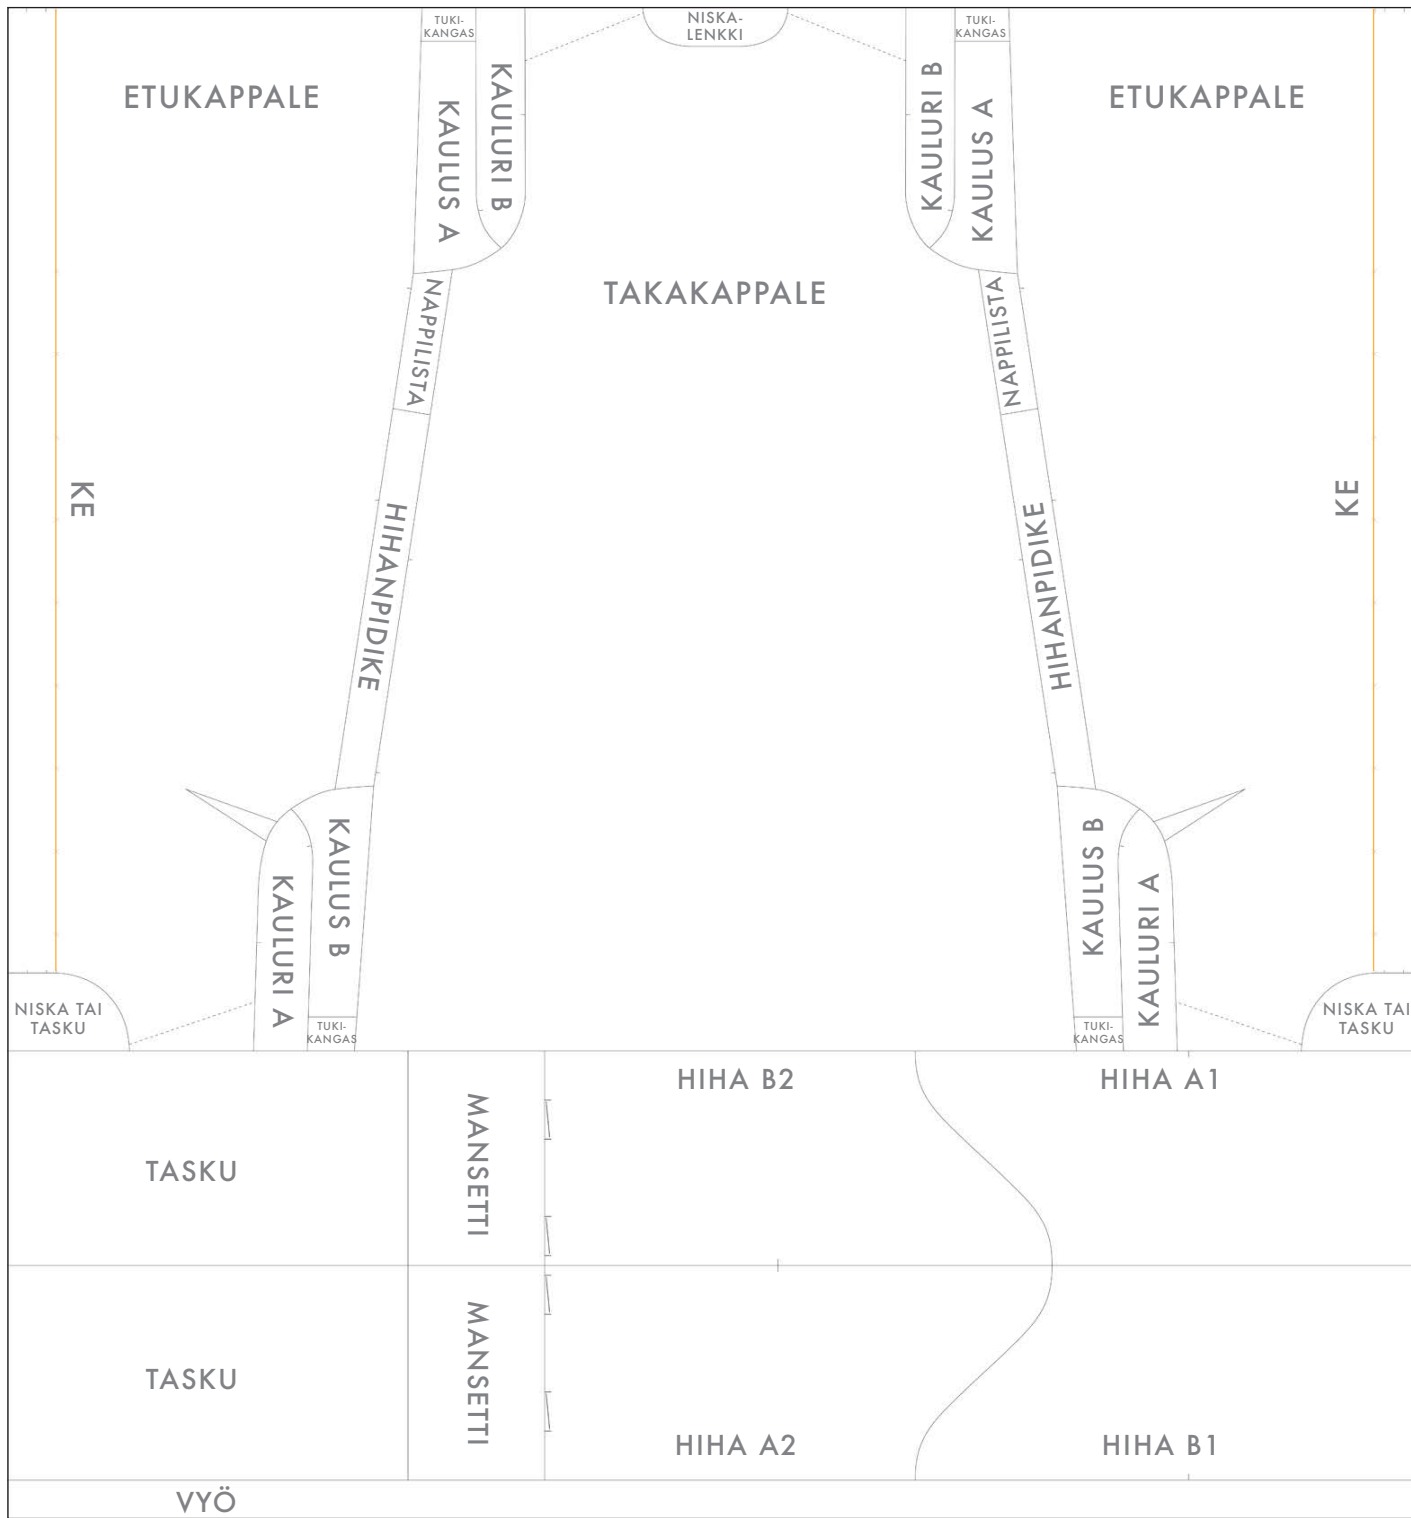 TUKI-
KANGAS
NISKA-
LENKKI
TUKI-
KANGAS
ETUKAPPALE
KAULUS A
KAULURI B
KAULURI B
KAULUS A
ETUKAPPALE
NAPPILISTA
TAKAKAPPALE
NAPPILISTA
KE
HIHANPIDIKE
HIHANPIDIKE
KE
KAULURI A
KAULUS B
KAULUS B
KAULURI A
NISKA TAI
TASKU
TUKI-
KANGAS
TUKI-
KANGAS
NISKA TAI
TASKU
TASKU
MANSETTI
HIHA B2
HIHA A1
TASKU
MANSETTI
HIHA A2
HIHA B1
VYÖ